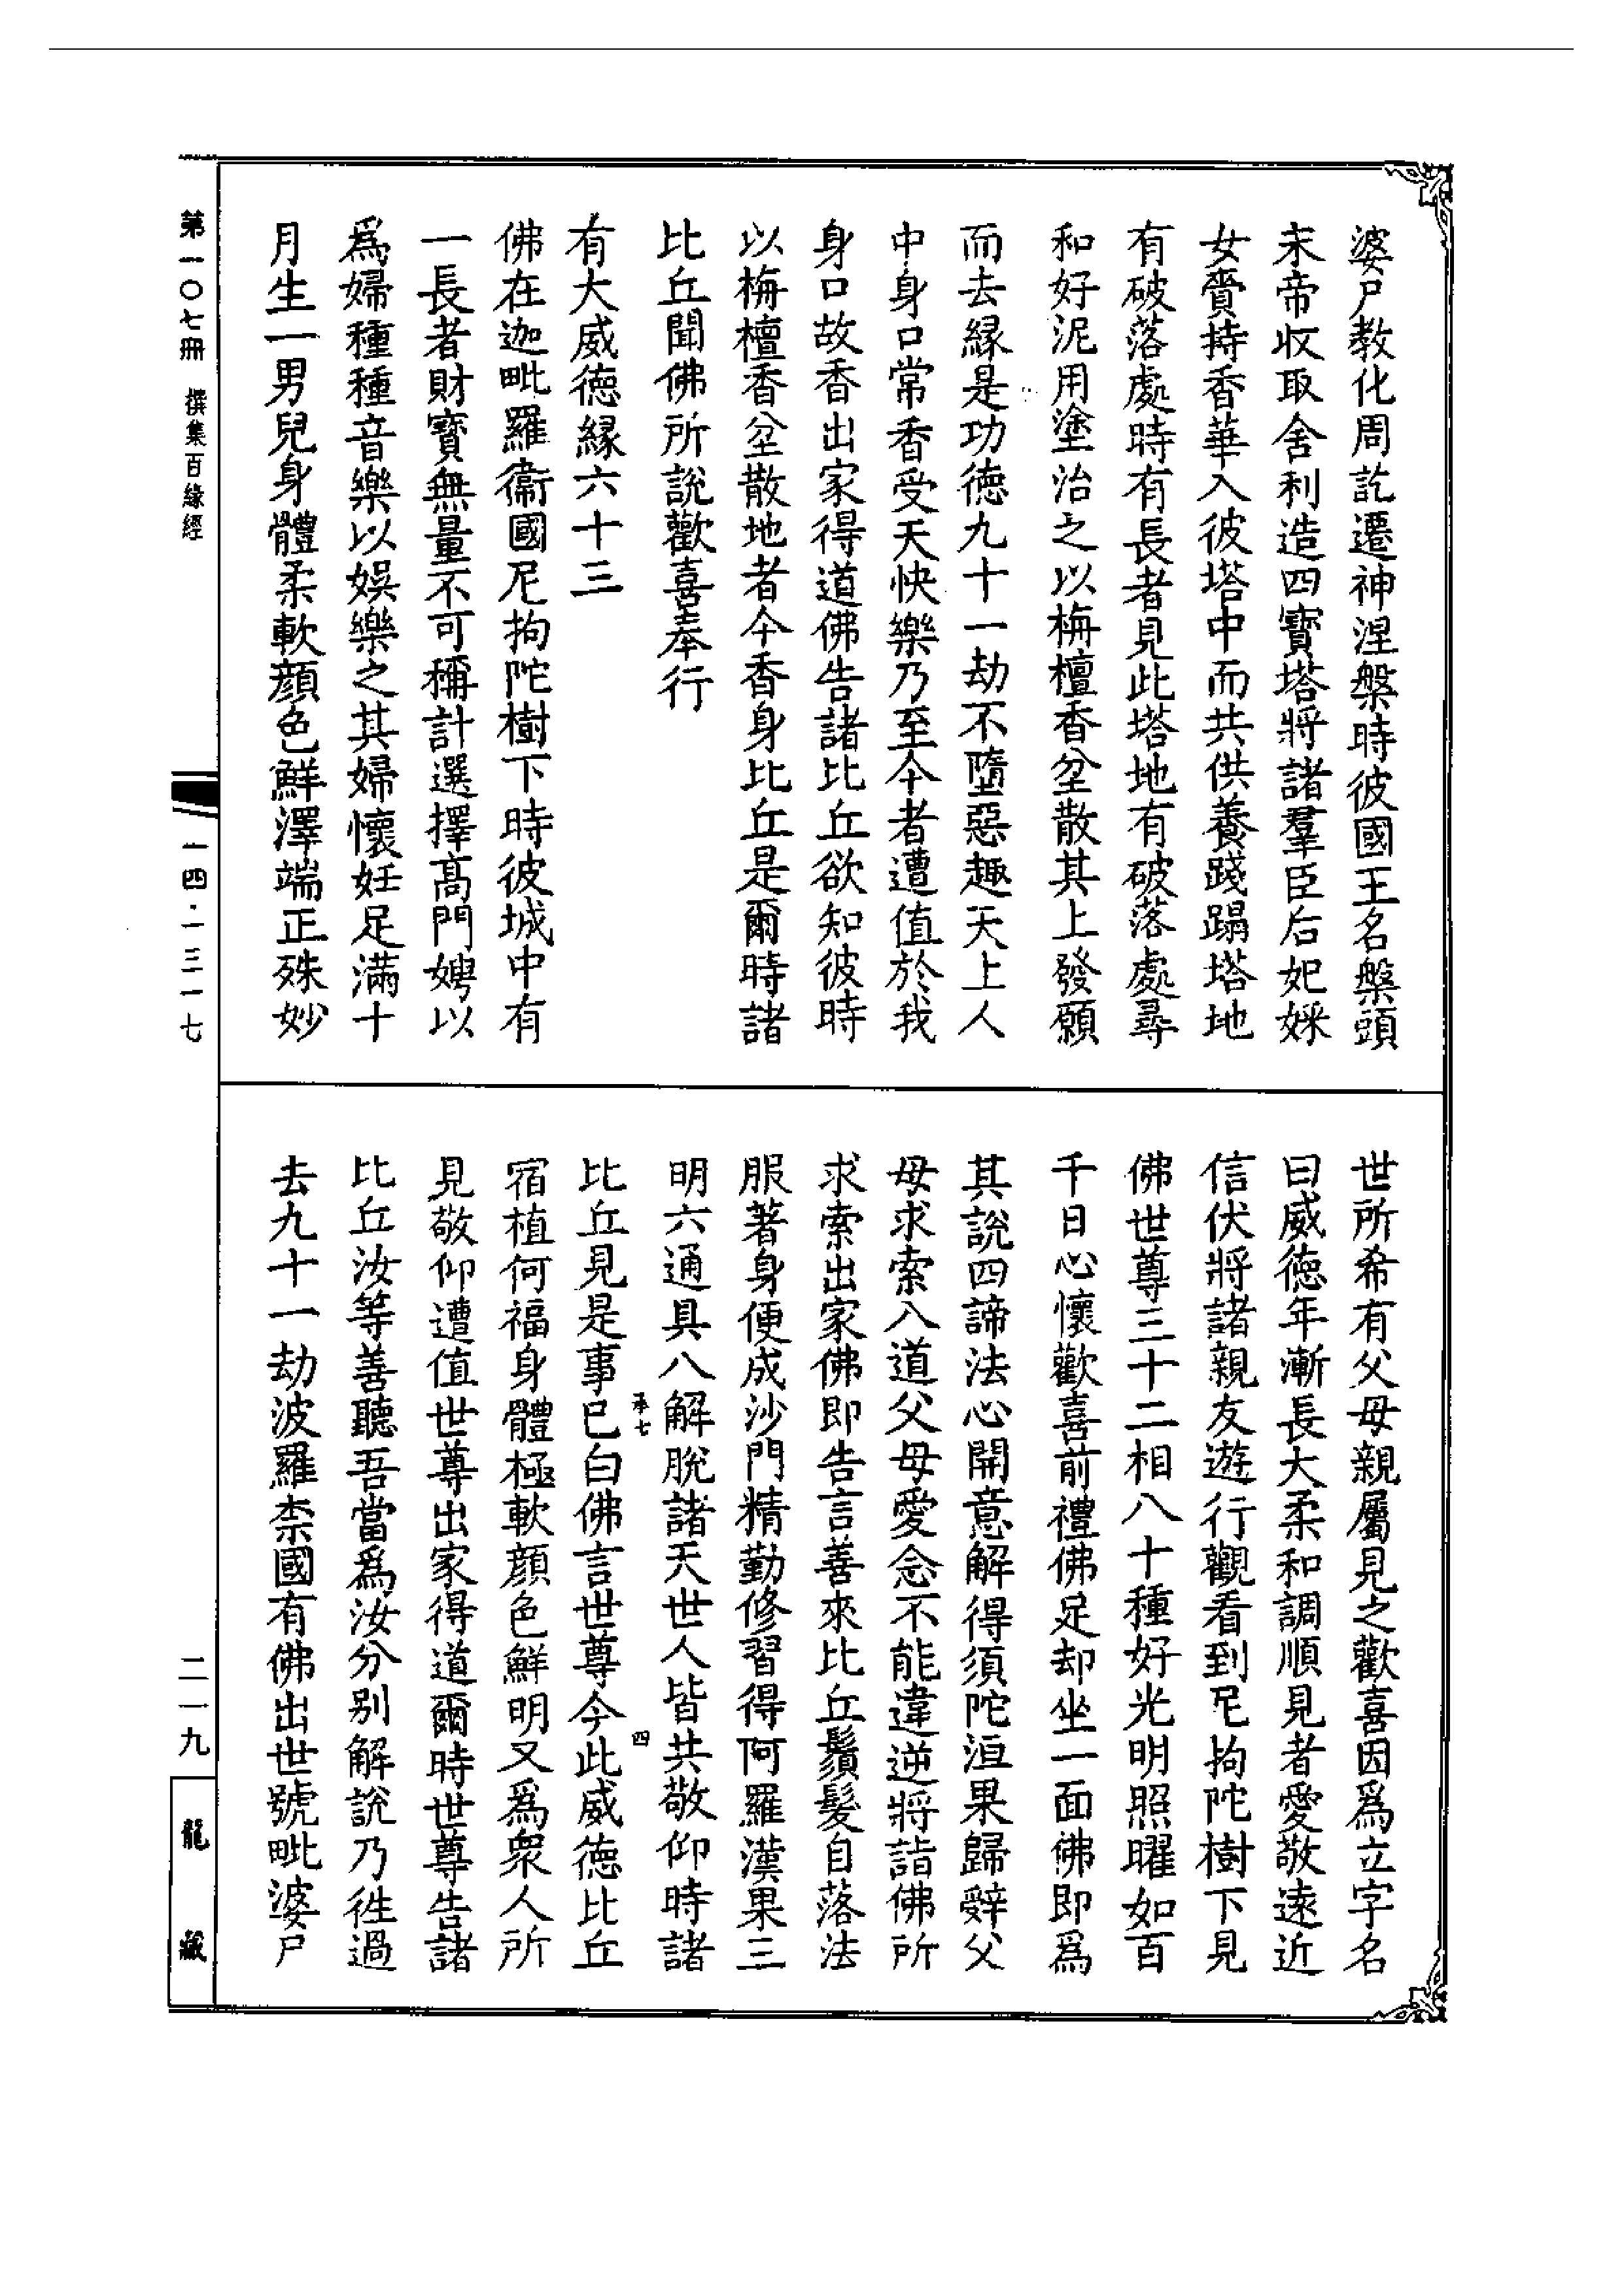 婆尸教化周訖遷神涅槃時彼國王名槃頭
末帝收取舍利造四寶塔將諸羣臣后妃婇
女賫持香華入彼塔中而共供養踐蹋塔地
有破落處時有長者見此塔地有破落處尋
和好泥用塗治之以栴檀香坌散其上發願
而去緣是功德九十一劫不墮惡趣天上人
中身口常香受天快樂乃至今者遭值於我
身口故香出家得道佛告諸比丘欲知彼時
以栴檀香坌散地者今香身比丘是爾時諸
比丘聞佛所說歡喜奉行
有大威德緣六十三
佛在迦毗羅衞國尼拘陀樹下時彼城中有
一長者財寶無量不可稱計選擇高門娉以
爲婦種種音樂以娛樂之其婦懷妊足滿十
月生一男兒身體柔軟顏色鮮澤端正殊妙
世所希有父母親屬見之歡喜因爲立字名
曰威德年漸長大柔和調順見者愛敬遠近
信伏將諸親友遊行觀看到尼拘陀樹下見
佛世尊三十二相八十種好光明照曜如百
千日心懷歡喜前禮佛足却坐一面佛即爲
其說四諦法心開意解得須陀洹果歸辭父
母求索入道父母愛念不能違逆將詣佛所
求索出家佛即告言善來比丘鬚髮自落法
服著身便成沙門精勤修習得阿羅漢果三
明六通具八解脫諸天世人皆共敬仰時諸
承七
四
比丘見是事已白佛言世尊今此威德比丘
宿植何福身體極軟顏色鮮明又爲衆人所
見敬仰遭值世尊出家得道爾時世尊告諸
比丘汝等善聽吾當爲汝分别解說乃徃過
去九十一劫波羅柰國有佛出世號毗婆尸
第一〇七冊 撰集百緣經
一四·一三一七
二一九
龍藏